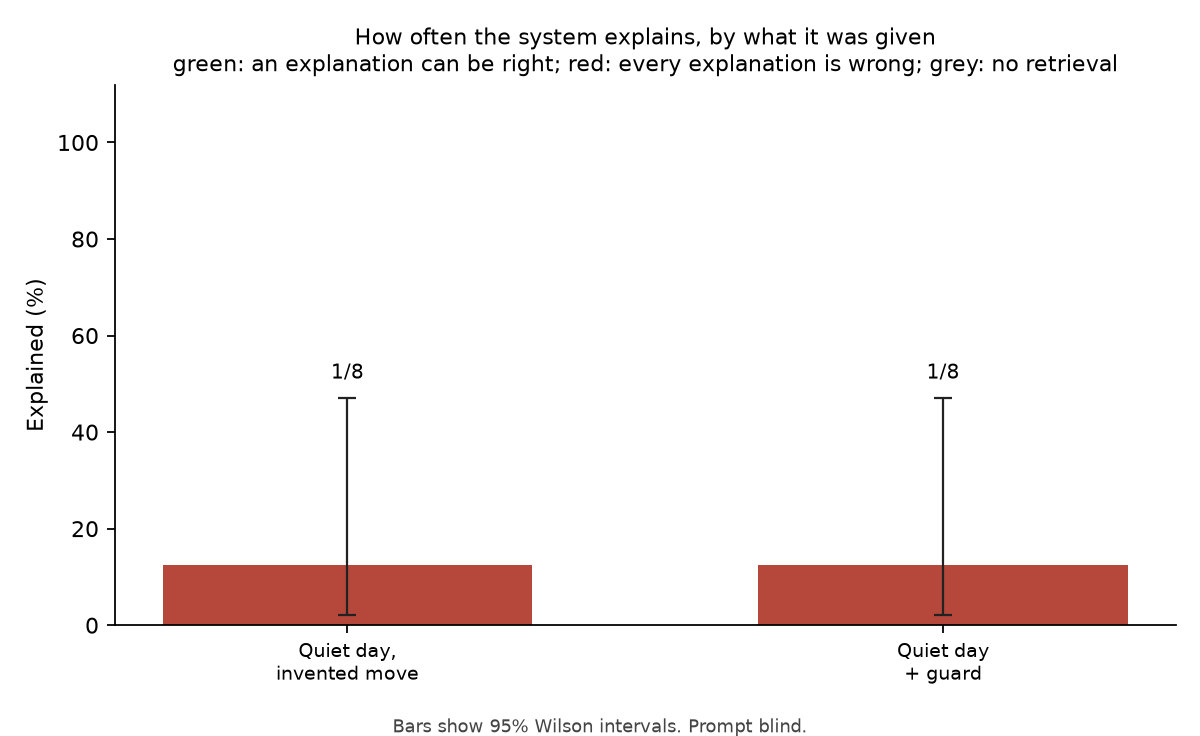 How often the system explains, by what it was given
green: an explanation can be right; red: every explanation is wrong; grey: no retrieval
Explained (%)
100
80
60
40
20
0
1/8
1/8
Quiet day,
invented move
Quiet day
+ guard
Bars show 95% Wilson intervals. Prompt blind.